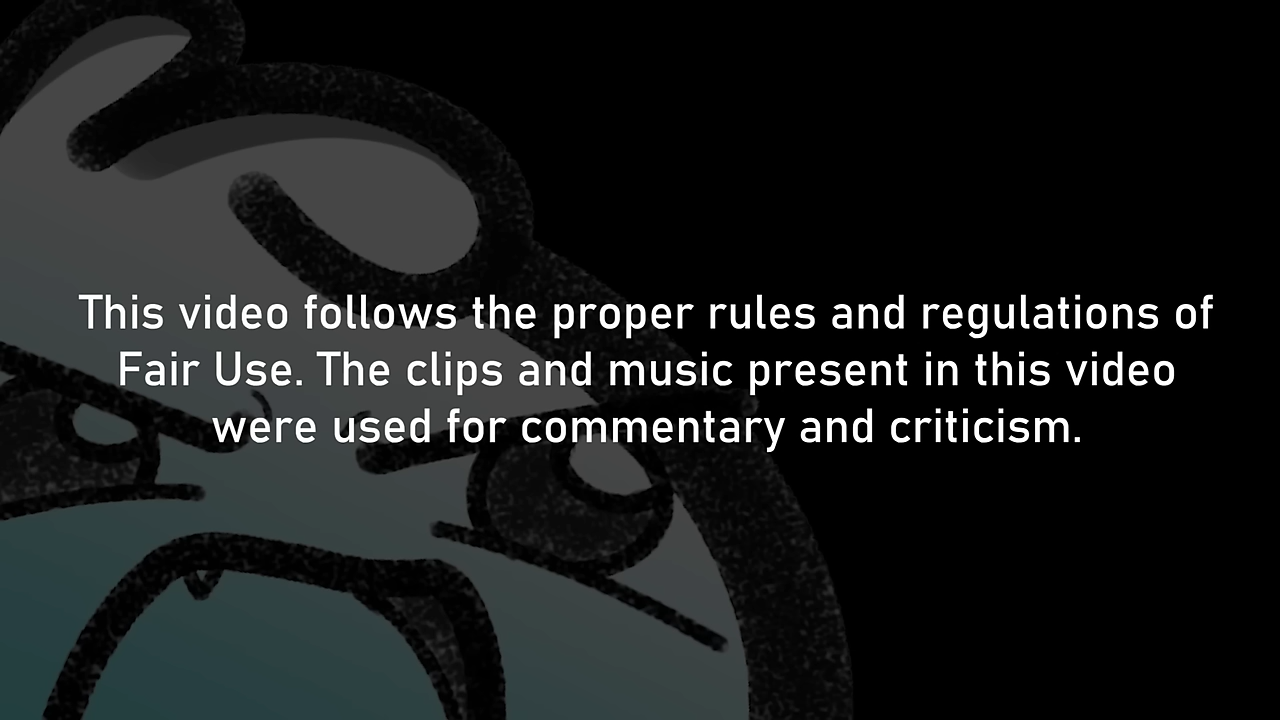 This video follows the proper rules and regulations of
Fair Use. The clips and music present in this video
were used for commentary and criticism.